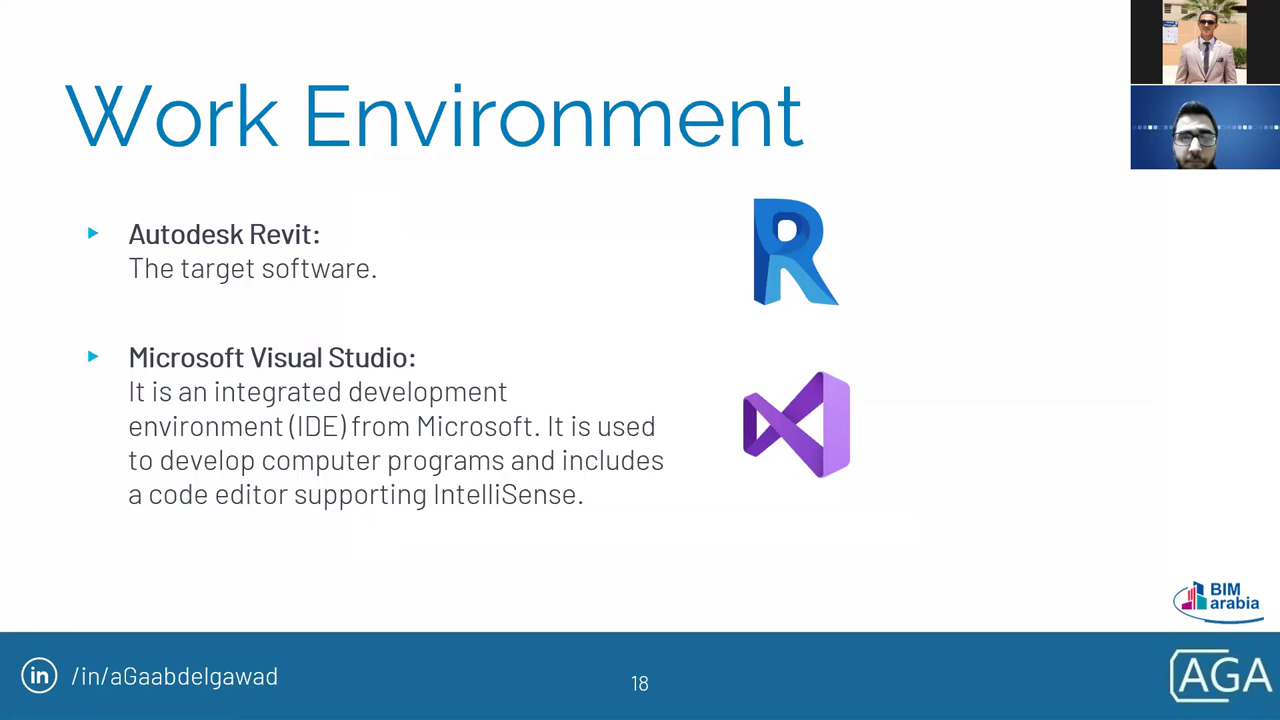 Work Environment
Autodesk Revit:
The target software.
Microsoft Visual Studio:
It is an integrated development
environment (IDE) from Microsoft. It is used
to develop computer programs and includes
a code editor supporting IntelliSense.
BIM
arabia
in /in/aGaabdelgawad
18
AGA